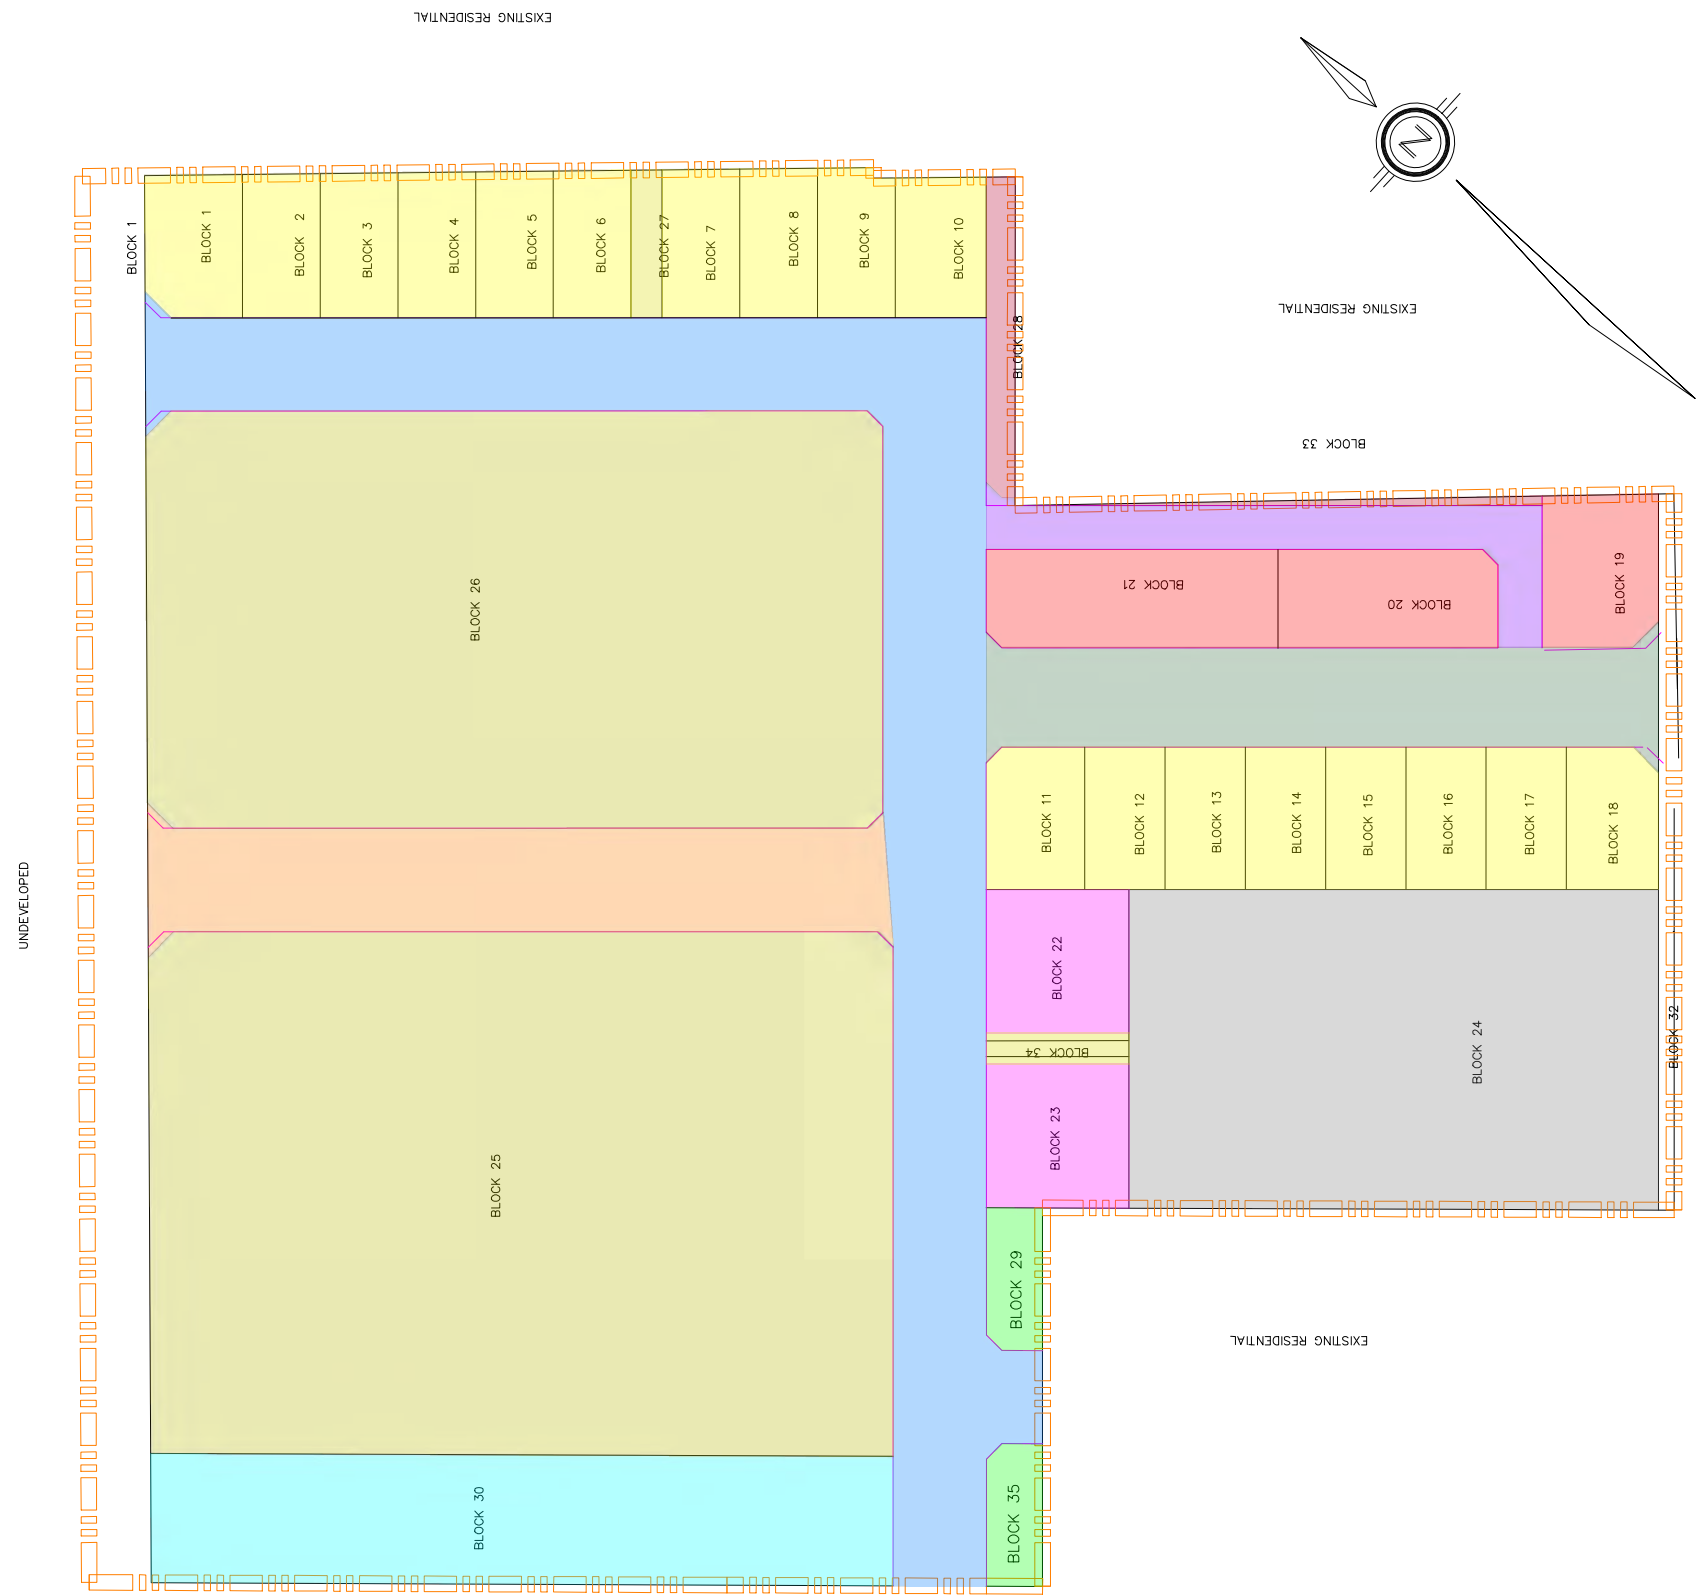 EXISTING RESIDENTIAL
BLOCK 1
BLOCK 1
BLOCK 2
BLOCK 3
BLOCK 4
BLOCK 5
BLOCK 6
BLOCK 27
BLOCK 7
BLOCK 8
BLOCK 9
BLOCK 10
N
EXISTING RESIDENTIAL
BLOCK 28
BLOCK 33
BLOCK 26
BLOCK 21
BLOCK 20
BLOCK 19
UNDEVELOPED
BLOCK 11
BLOCK 12
BLOCK 13
BLOCK 14
BLOCK 15
BLOCK 16
BLOCK 17
BLOCK 18
BLOCK 22
BLOCK 34
BLOCK 24
BLOCK 32
BLOCK 23
BLOCK 25
BLOCK 29
EXISTING RESIDENTIAL
BLOCK 30
BLOCK 35